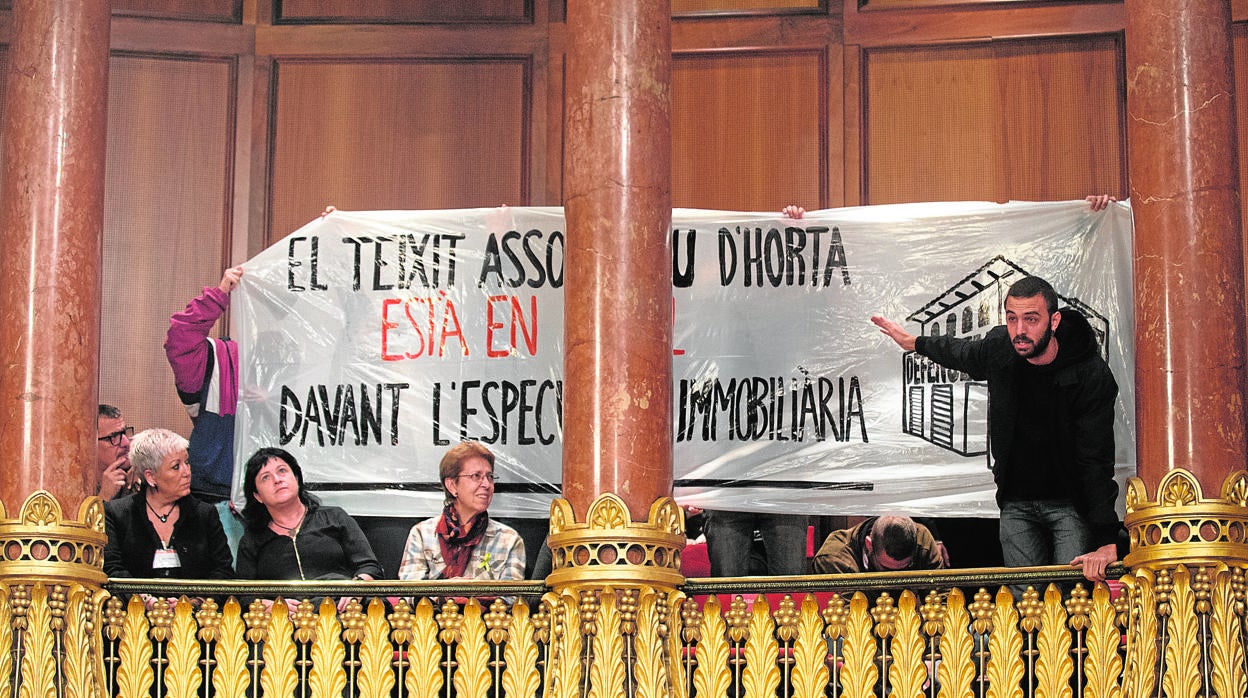 EL TEIXIT ASSO U D'HORTA
ESTÀ EN
DAVANT L'ESPEC IMMOBILIÀRIA